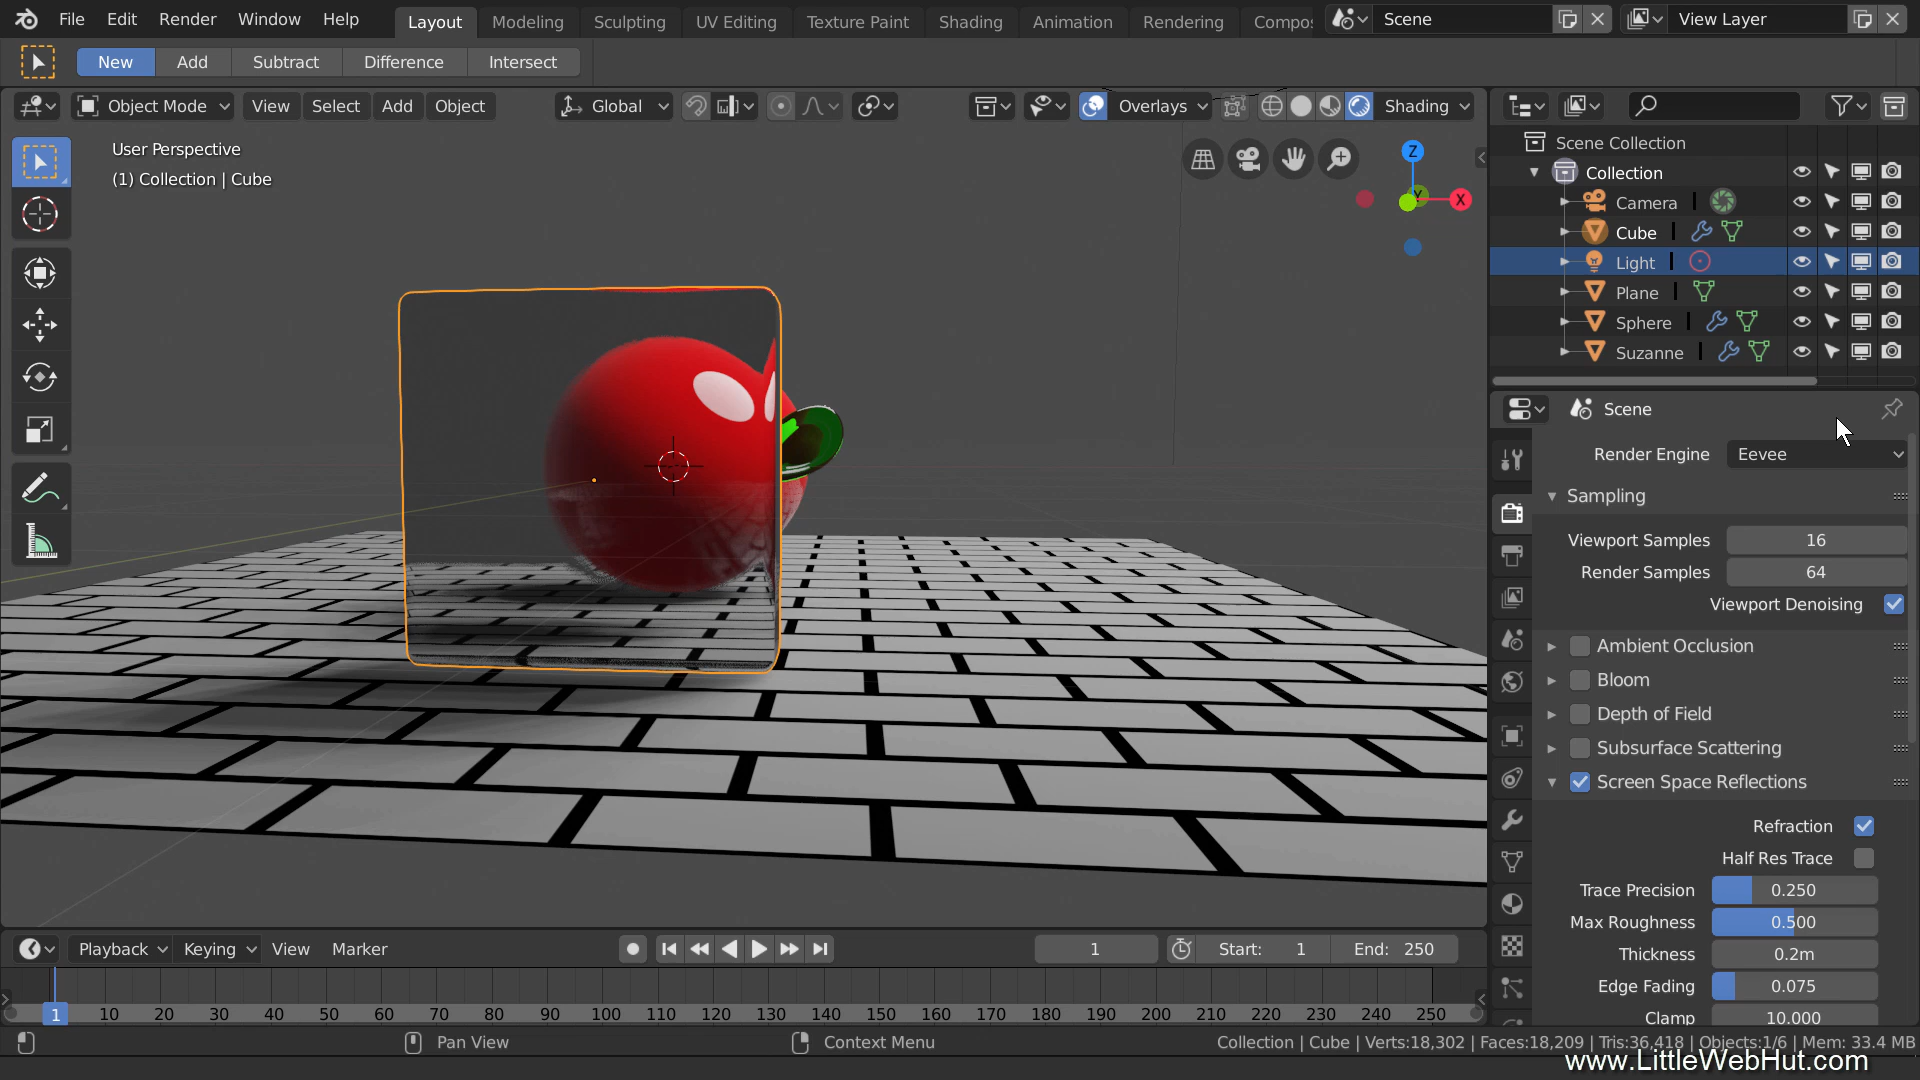 File Edit Render Window Help Layout Modeling Sculpting UV Editing Texture Paint Shading Animation Rendering Compos Scene View Layer
New Add Subtract Difference Intersect
Object Mode View Select Add Object Global Overlays Shading
User Perspective
(1) Collection | Cube
Z
Y
X
Scene Collection
Collection
Camera
Cube
Light
Plane
Sphere
Suzanne
Scene
Render Engine Eevee
Sampling
Viewport Samples 16
Render Samples 64
Viewport Denoising
Ambient Occlusion
Bloom
Depth of Field
Subsurface Scattering
Screen Space Reflections
Refraction
Half Res Trace
Trace Precision 0.250
Max Roughness 0.500
Thickness 0.2m
Edge Fading 0.075
Clamp 10.000
Playback Keying View Marker 1 Start: 1 End: 250
1 10 20 30 40 50 60 70 80 90 100 110 120 130 140 150 160 170 180 190 200 210 220 230 240 250
Pan View Context Menu Collection | Cube | Verts:18,302 | Faces:18,209 | Tris:36,418 | Objects:1/6 | Mem: 33.4 MB
www.LittleWebHut.com